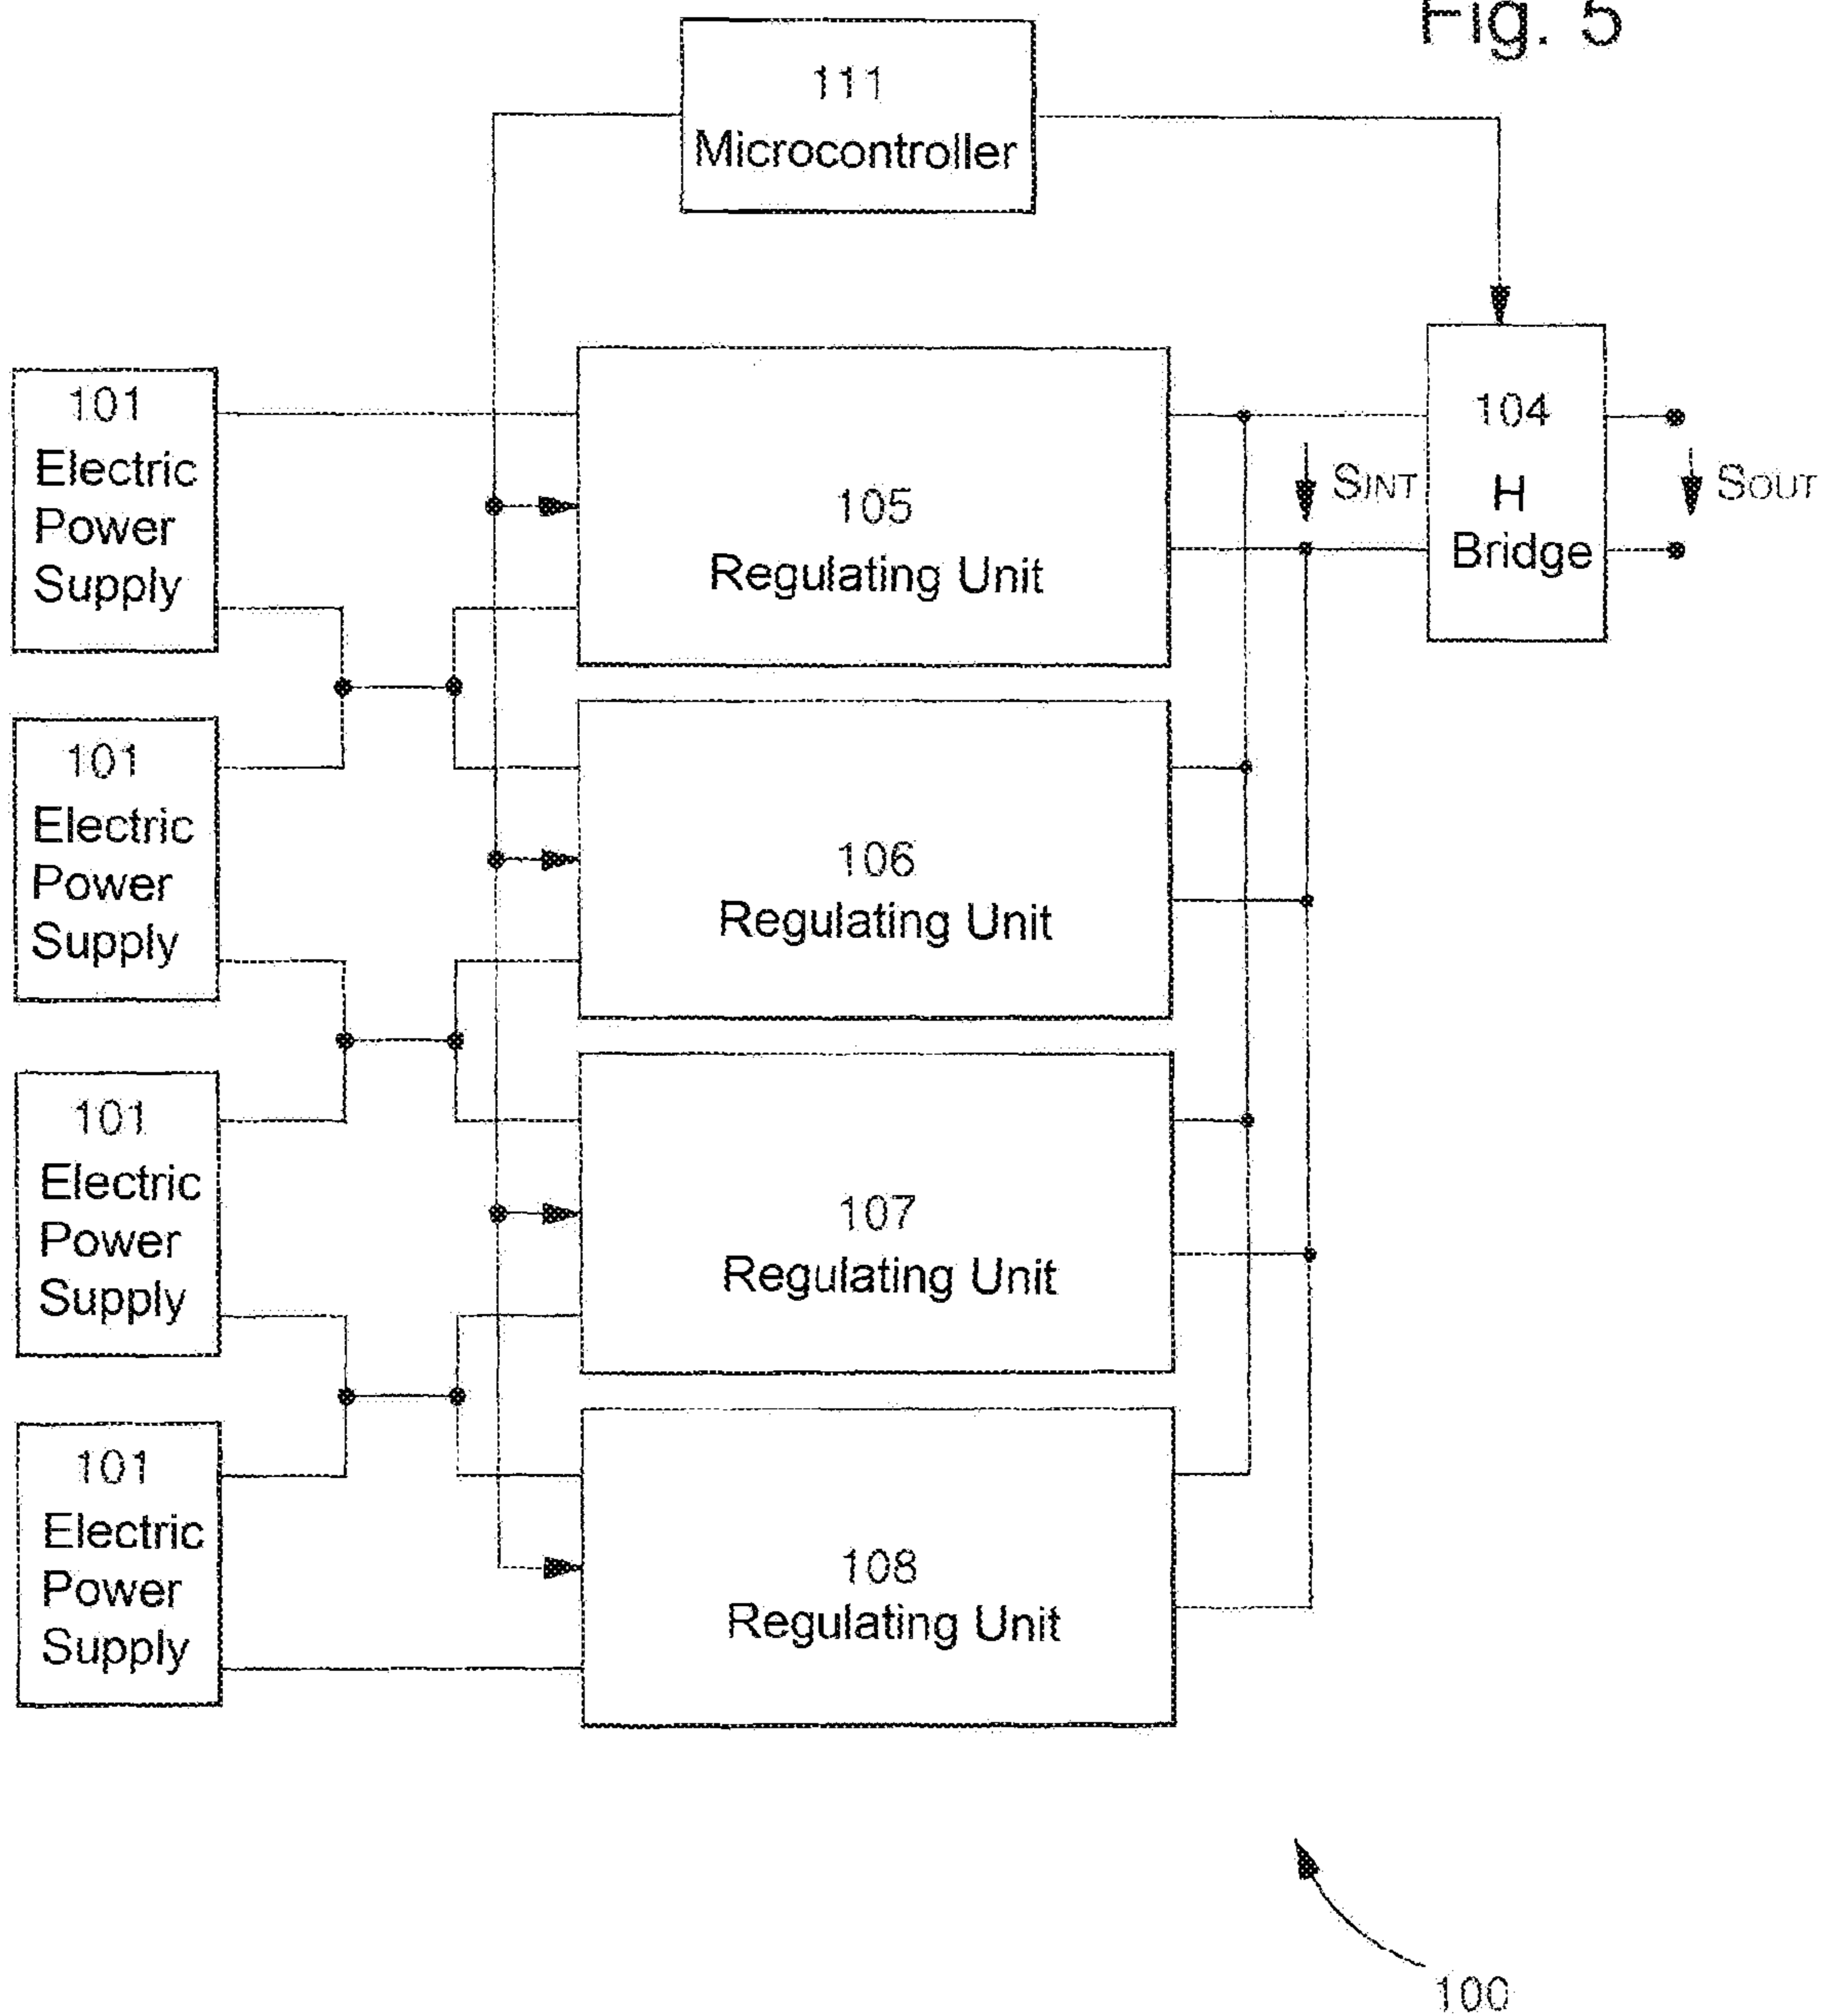 Fig. 5
111
Microcontroller
101
Electric
Power
Supply
105
Regulating Unit
SINT
104
H
Bridge
SOUT
101
Electric
Power
Supply
106
Regulating Unit
101
Electric
Power
Supply
107
Regulating Unit
101
Electric
Power
Supply
108
Regulating Unit
100